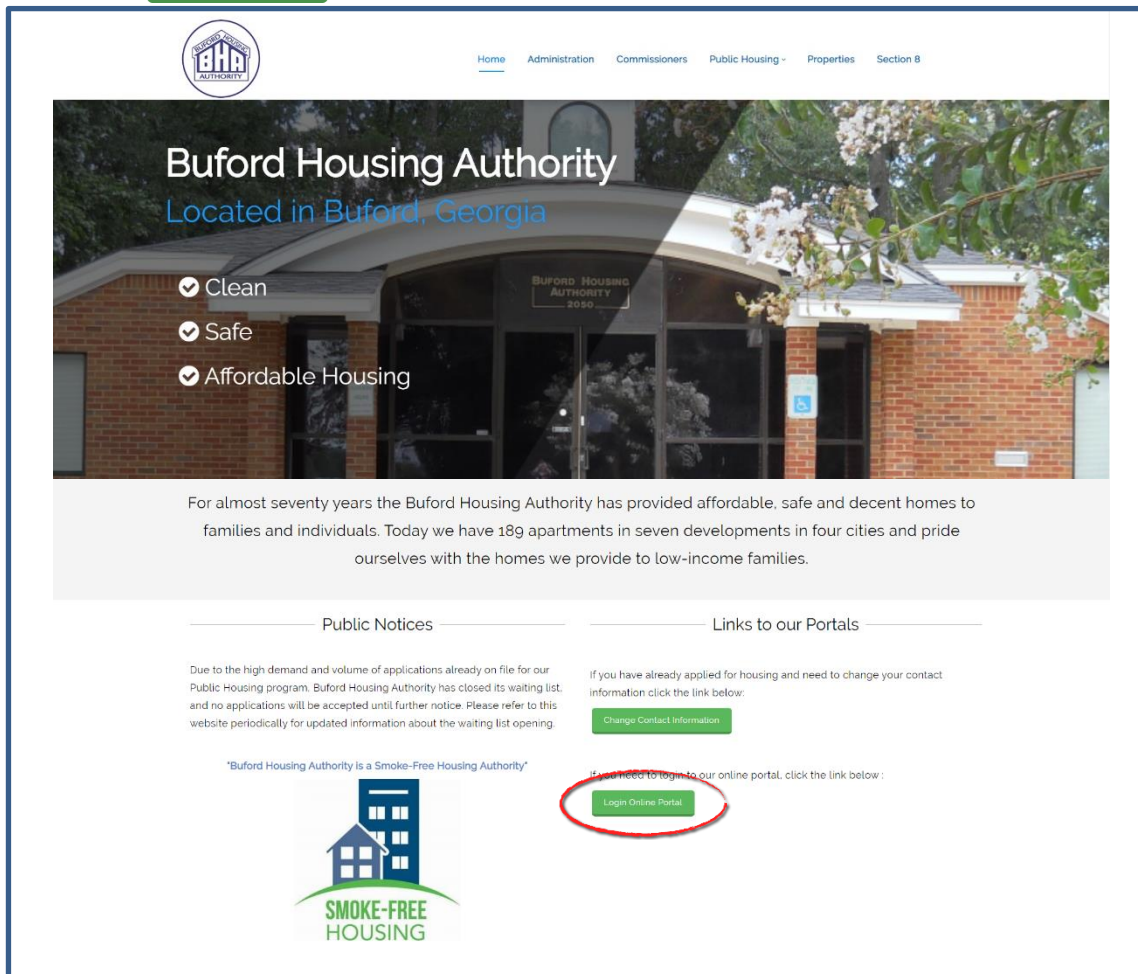 BUFORD HOUSING
BHA
AUTHORITY
Home Administration Commissioners Public Housing Properties Section 8
Buford Housing Authority
Located in Buford, Georgia
Clean
Safe
Affordable Housing
BUFORD HOUSING
AUTHORITY
2050
For almost seventy years the Buford Housing Authority has provided affordable, safe and decent homes to
families and individuals. Today we have 189 apartments in seven developments in four cities and pride
ourselves with the homes we provide to low-income families.
Public Notices
Due to the high demand and volume of applications already on file for our
Public Housing program, Buford Housing Authority has closed its waiting list,
and no applications will be accepted until further notice. Please refer to this
website periodically for updated information about the waiting list opening.
"Buford Housing Authority is a Smoke-Free Housing Authority"
SMOKE-FREE
HOUSING
Links to our Portals
If you have already applied for housing and need to change your contact
information click the link below:
Change Contact Information
If you need to login to our online portal, click the link below :
Login Online Portal